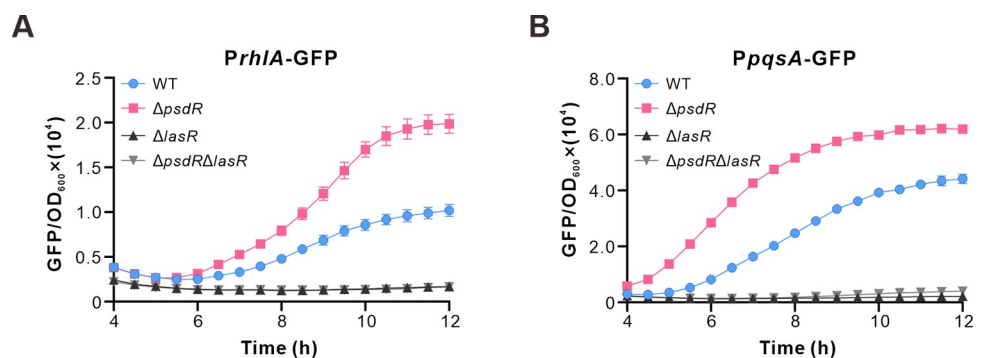 A
PrhlA-GFP
GFP/OD600×(10⁴)
2.5
2.0
1.5
1.0
0.5
0
WT
ΔpsdR
ΔlasR
ΔpsdRΔlasR
4
6
8
10
12
Time (h)
B
PpqsA-GFP
GFP/OD600×(10⁴)
8.0
6.0
4.0
2.0
0
WT
ΔpsdR
ΔlasR
ΔpsdRΔlasR
4
6
8
10
12
Time (h)